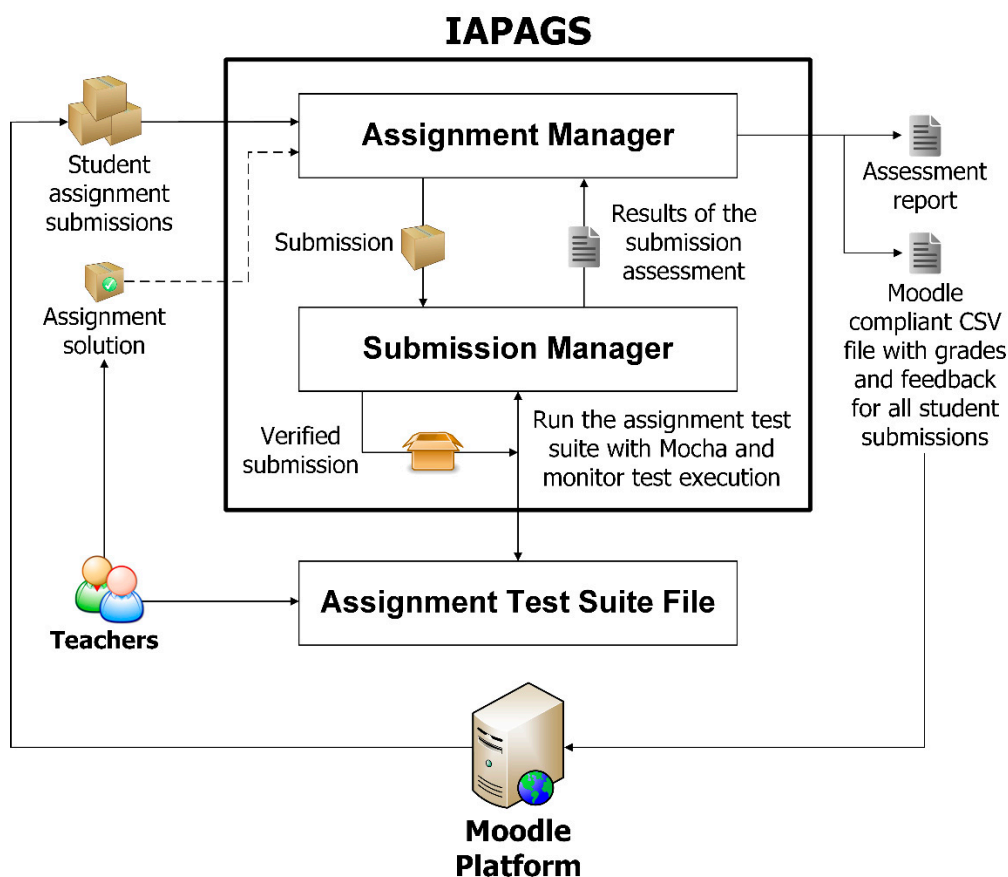 IAPAGS
Assignment Manager
Student
assignment
submissions
Assessment
report
Submission
Results of the
submission
assessment
Assignment
solution
Moodle
compliant CSV
file with grades
and feedback
for all student
submissions
Submission Manager
Verified
submission
Run the assignment test
suite with Mocha and
monitor test execution
Assignment Test Suite File
Teachers
Moodle
Platform